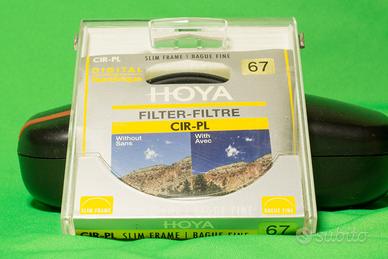 CIR-PL SLIM FRAME | BAGUE FINE
DIGITAL
67
HOYA
FILTER-FILTRE
CIR-PL
Without
Sans
With
Avec
SLIM FRAME
BAGUE FINE
HOYA
CIR-PL SLIM FRAME | BAGUE FINE 67
subito